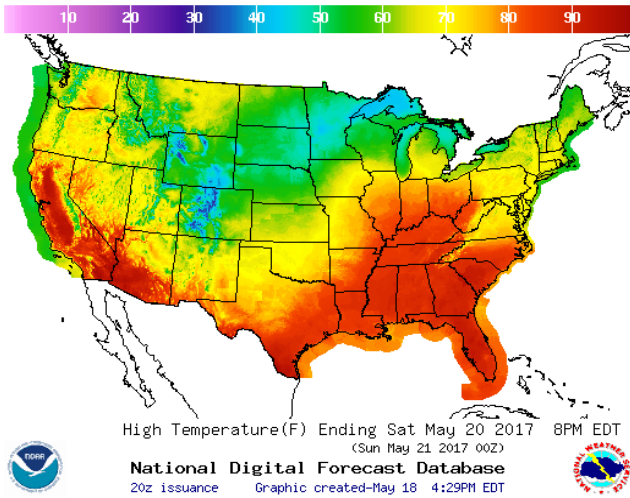 10 20 30 40 50 60 70 80 90
High Temperature(F) Ending Sat May 20 2017 8PM EDT
(Sun May 21 2017 00Z)
National Digital Forecast Database
20z issuance Graphic created-May 18 4:29PM EDT
NOAA
NATIONAL WEATHER SERVICE